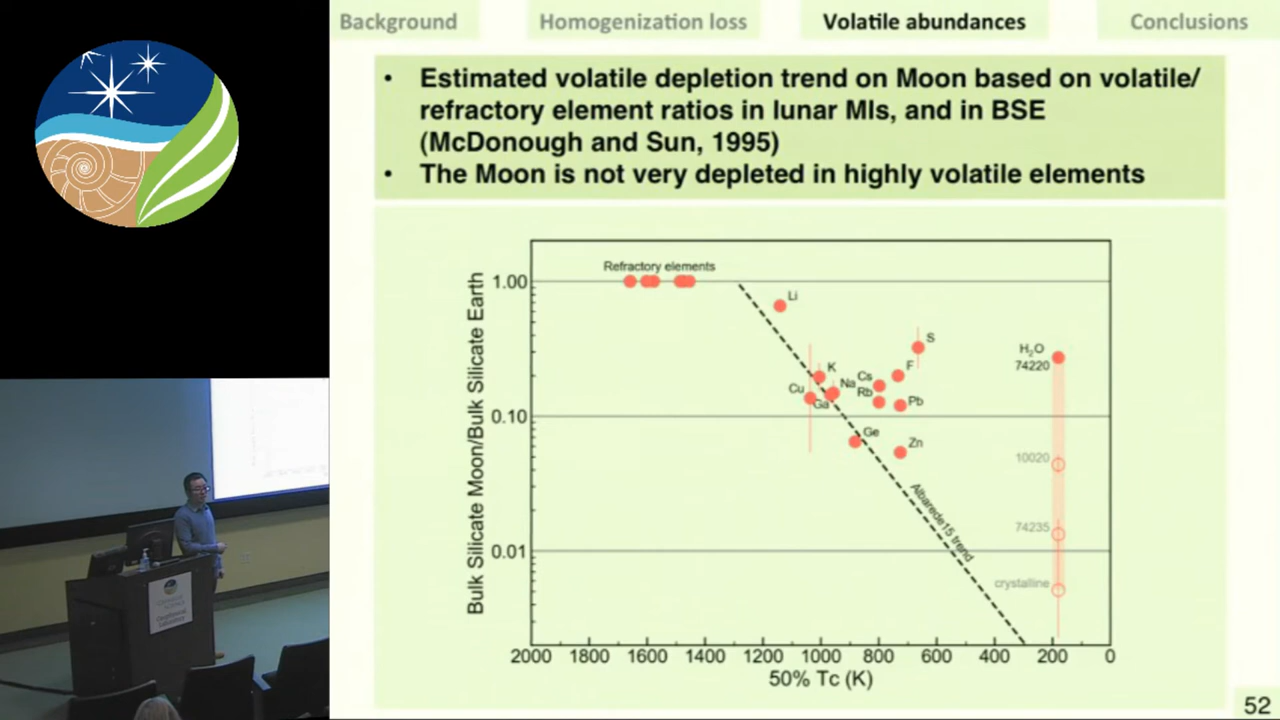 Background
Homogenization loss
Volatile abundances
Conclusions
• Estimated volatile depletion trend on Moon based on volatile/
refractory element ratios in lunar MIs, and in BSE
(McDonough and Sun, 1995)
• The Moon is not very depleted in highly volatile elements
Bulk Silicate Moon/Bulk Silicate Earth
1.00
0.10
0.01
Refractory elements
Li
S
K
F
Cs
Na
Rb
Cu
Ga
Pb
Ge
Zn
Albarede15 trend
H₂O
74220
10020
74235
crystalline
2000 1800 1600 1400 1200 1000 800 600 400 200 0
50% Tc (K)
52